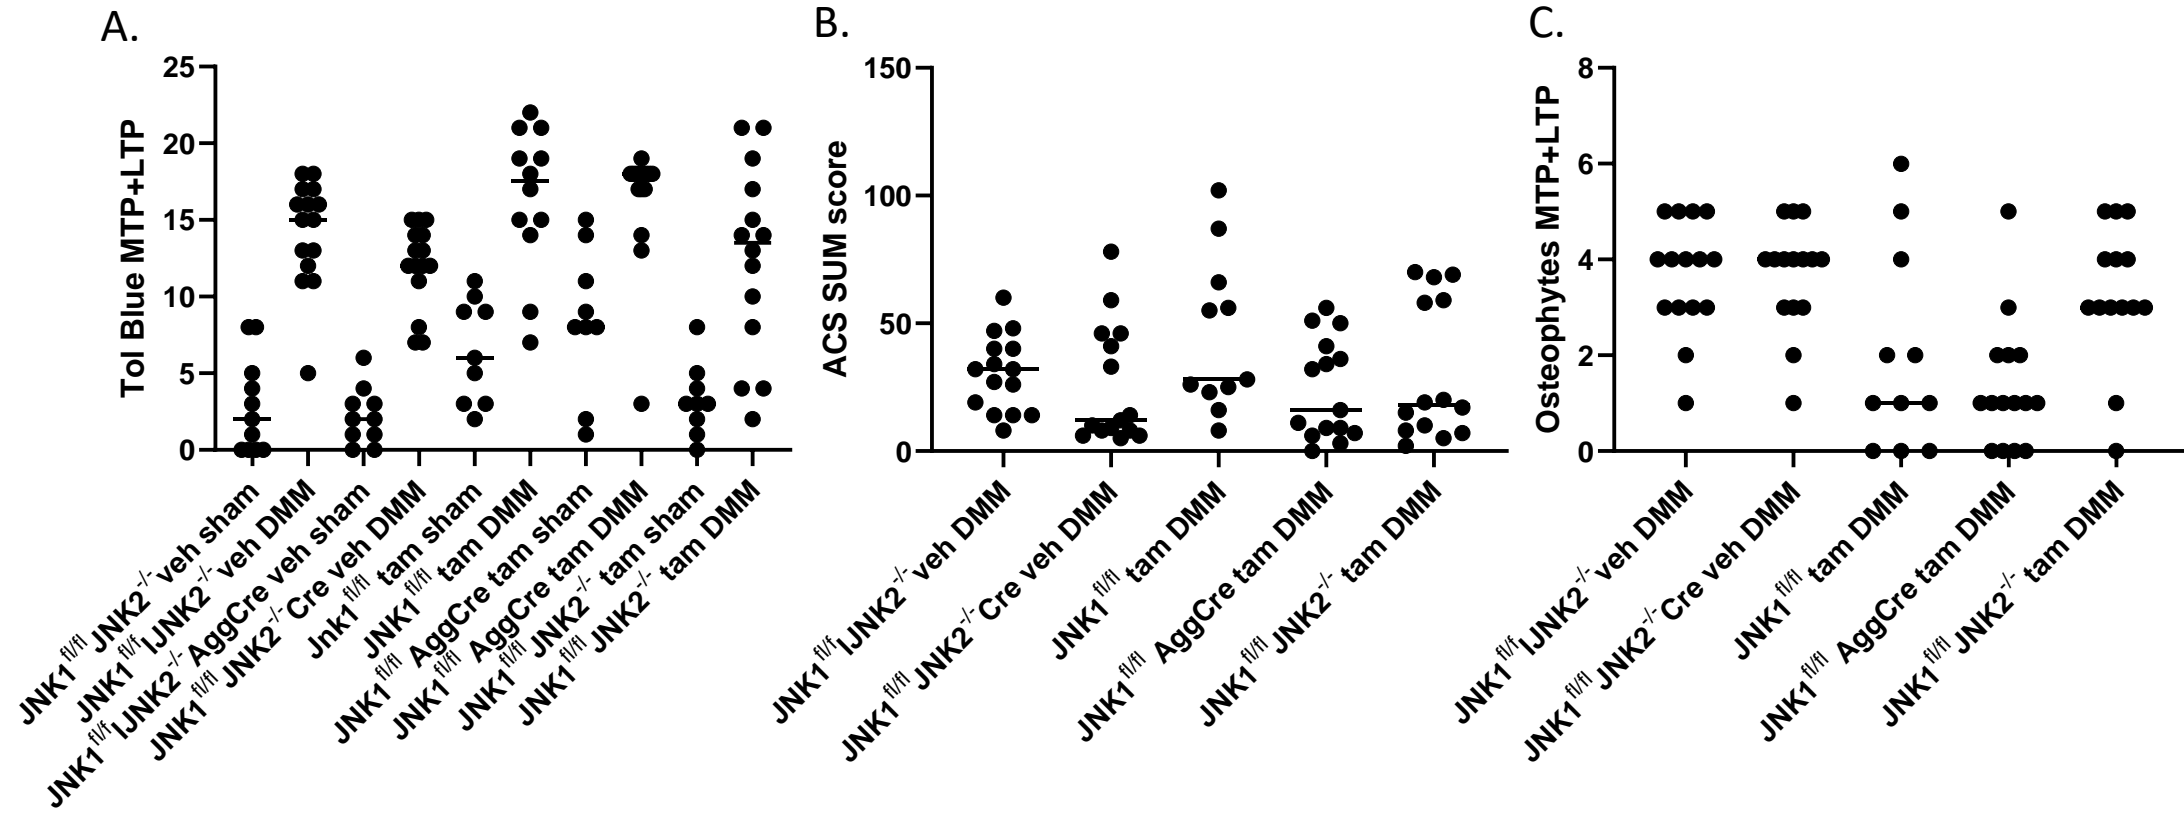 A.
Tol Blue MTP+LTP
25
20
15
10
5
0
JNK1fl/fl JNK2-/- veh sham
JNK1fl/flJNK2-/- veh DMM
JNK1fl/flJNK2-/- AggCre veh sham
JNK1fl/fl JNK2-/-Cre veh DMM
Jnk1fl/fl tam sham
JNK1fl/fl tam DMM
JNK1fl/fl AggCre tam sham
JNK1fl/fl AggCre tam DMM
JNK1fl/fl JNK2-/- tam sham
JNK1fl/fl JNK2-/- tam DMM
B.
ACS SUM score
150
100
50
0
JNK1fl/flJNK2-/- veh DMM
JNK1fl/fl JNK2-/-Cre veh DMM
JNK1fl/fl tam DMM
JNK1fl/fl AggCre tam DMM
JNK1fl/fl JNK2-/- tam DMM
C.
Osteophytes MTP+LTP
8
6
4
2
0
JNK1fl/flJNK2-/- veh DMM
JNK1fl/fl JNK2-/-Cre veh DMM
JNK1fl/fl tam DMM
JNK1fl/fl AggCre tam DMM
JNK1fl/fl JNK2-/- tam DMM